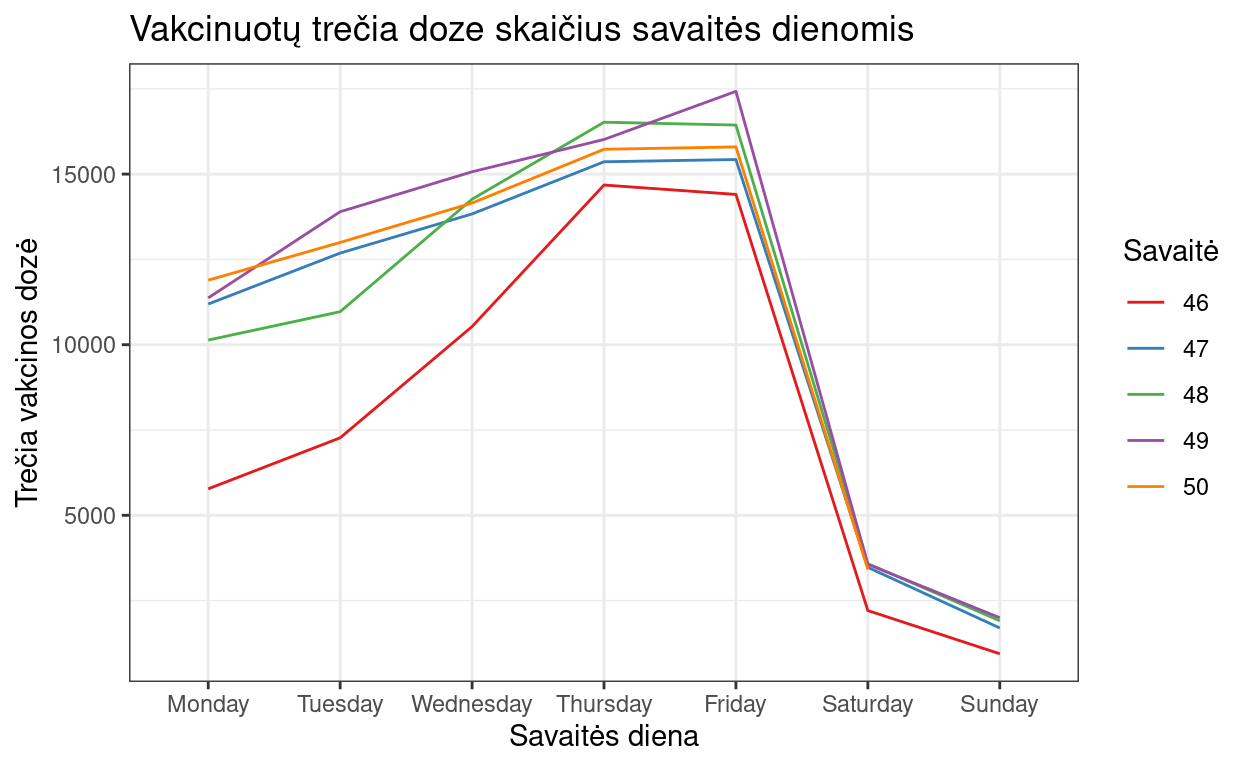 Vakcinuotų trečia doze skaičius savaitės dienomis
Trečia vakcinos dozė
15000
10000
5000
Monday Tuesday Wednesday Thursday Friday Saturday Sunday
Savaitės diena
Savaitė
46
47
48
49
50